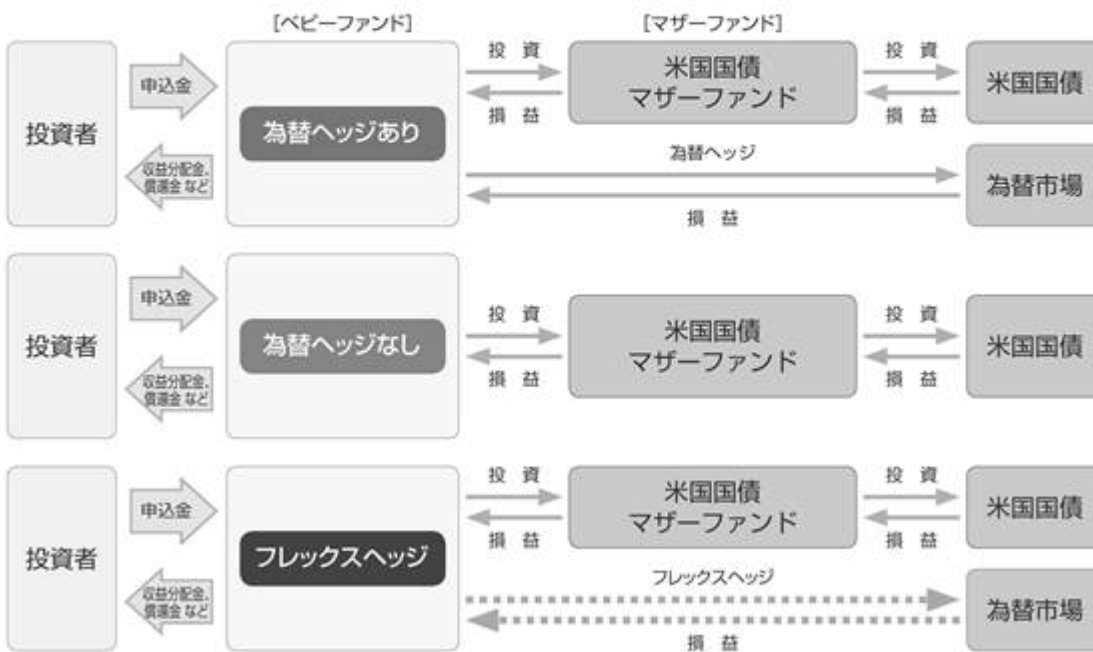 [ベビーファンド]
[マザーファンド]
投資者
申込金
収益分配金、
償還金 など
為替ヘッジあり
投 資
損 益
米国国債
マザーファンド
投 資
損 益
米国国債
為替ヘッジ
損 益
為替市場
投資者
申込金
収益分配金、
償還金 など
為替ヘッジなし
投 資
損 益
米国国債
マザーファンド
投 資
損 益
米国国債
投資者
申込金
収益分配金、
償還金 など
フレックスヘッジ
投 資
損 益
米国国債
マザーファンド
投 資
損 益
米国国債
フレックスヘッジ
損 益
為替市場